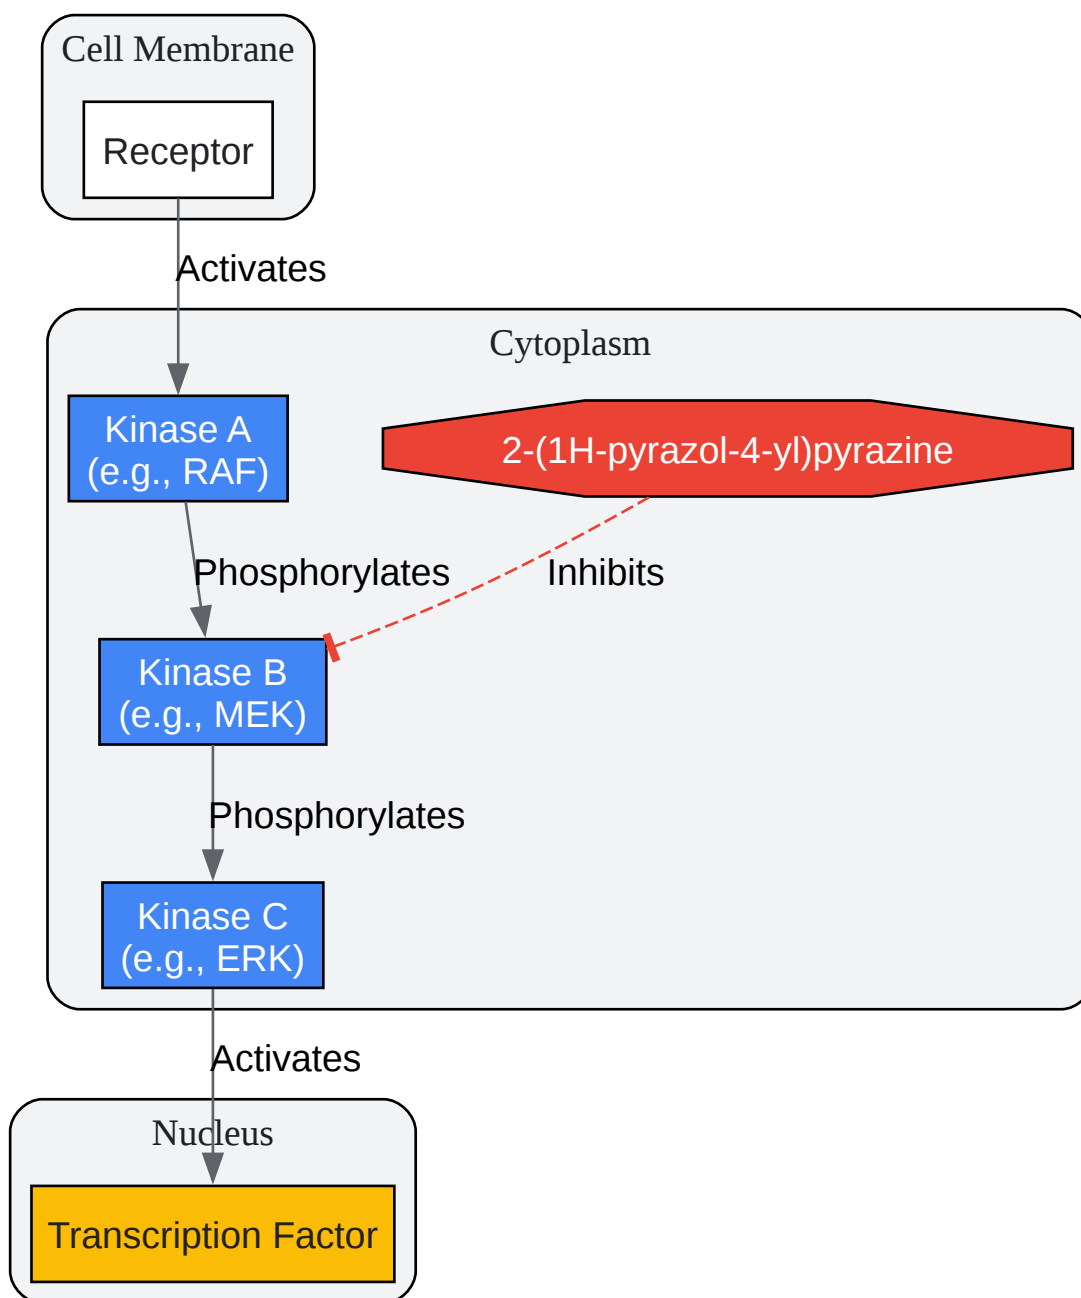 Cell Membrane
Receptor
Activates
Cytoplasm
Kinase A
(e.g., RAF)
2-(1H-pyrazol-4-yl)pyrazine
Phosphorylates
Inhibits
Kinase B
(e.g., MEK)
Phosphorylates
Kinase C
(e.g., ERK)
Activates
Nucleus
Transcription Factor